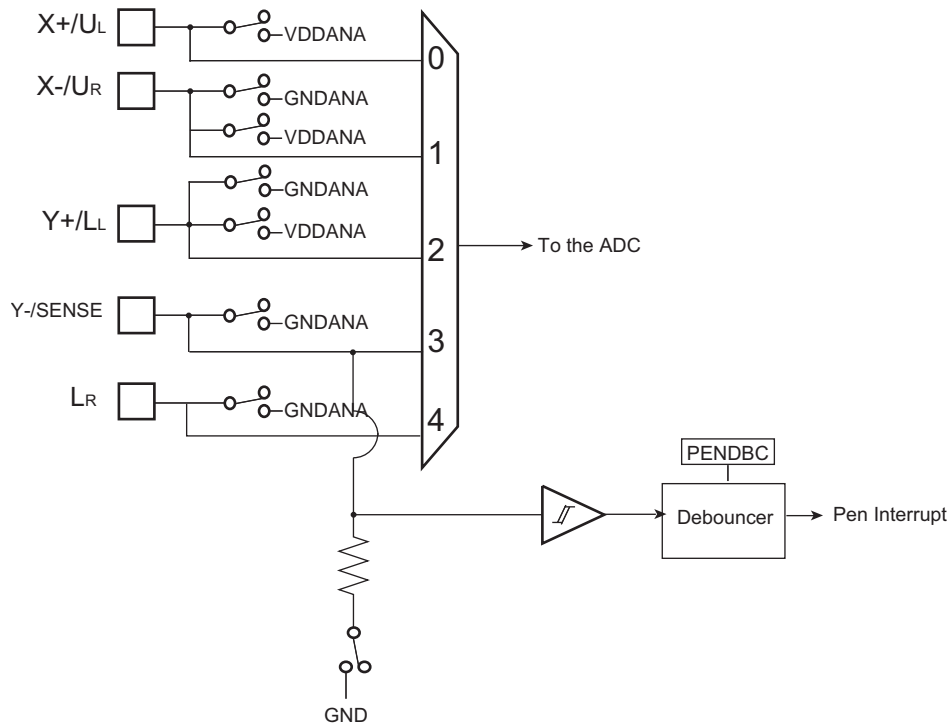 X+/UL
VDDANA
0
X-/UR
GNDANA
VDDANA
1
GNDANA
Y+/LL
VDDANA
2
To the ADC
Y-/SENSE
GNDANA
3
LR
GNDANA
4
PENDBC
Debouncer
Pen Interrupt
GND